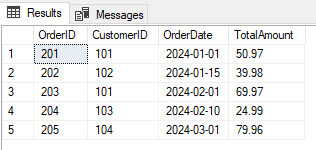 Results Messages
OrderID CustomerID OrderDate TotalAmount
1 201 101 2024-01-01 50.97
2 202 102 2024-01-15 39.98
3 203 101 2024-02-01 69.97
4 204 103 2024-02-10 24.99
5 205 104 2024-03-01 79.96